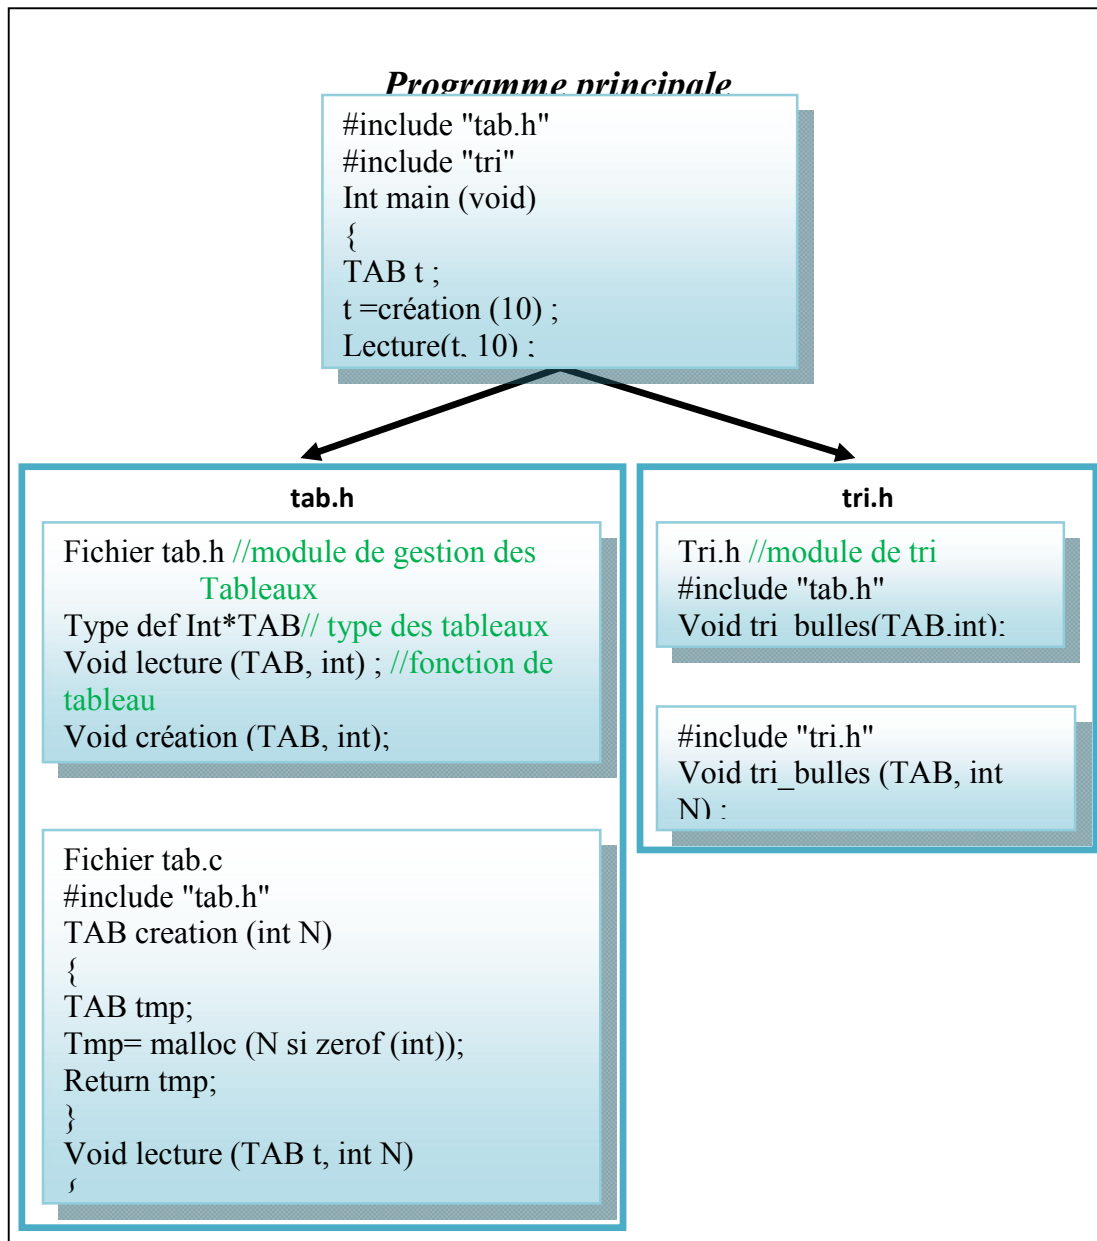 Programme principale
#include "tab.h"
#include "tri"
Int main (void)
{
TAB t ;
t =création (10) ;
Lecture(t, 10) ;
tab.h
Fichier tab.h //module de gestion des
Tableaux
Type def Int*TAB// type des tableaux
Void lecture (TAB, int) ; //fonction de
tableau
Void création (TAB, int);
Fichier tab.c
#include "tab.h"
TAB creation (int N)
{
TAB tmp;
Tmp= malloc (N si zerof (int));
Return tmp;
}
Void lecture (TAB t, int N)
{
tri.h
Tri.h //module de tri
#include "tab.h"
Void tri_bulles(TAB,int);
#include "tri.h"
Void tri_bulles (TAB, int
N) ;